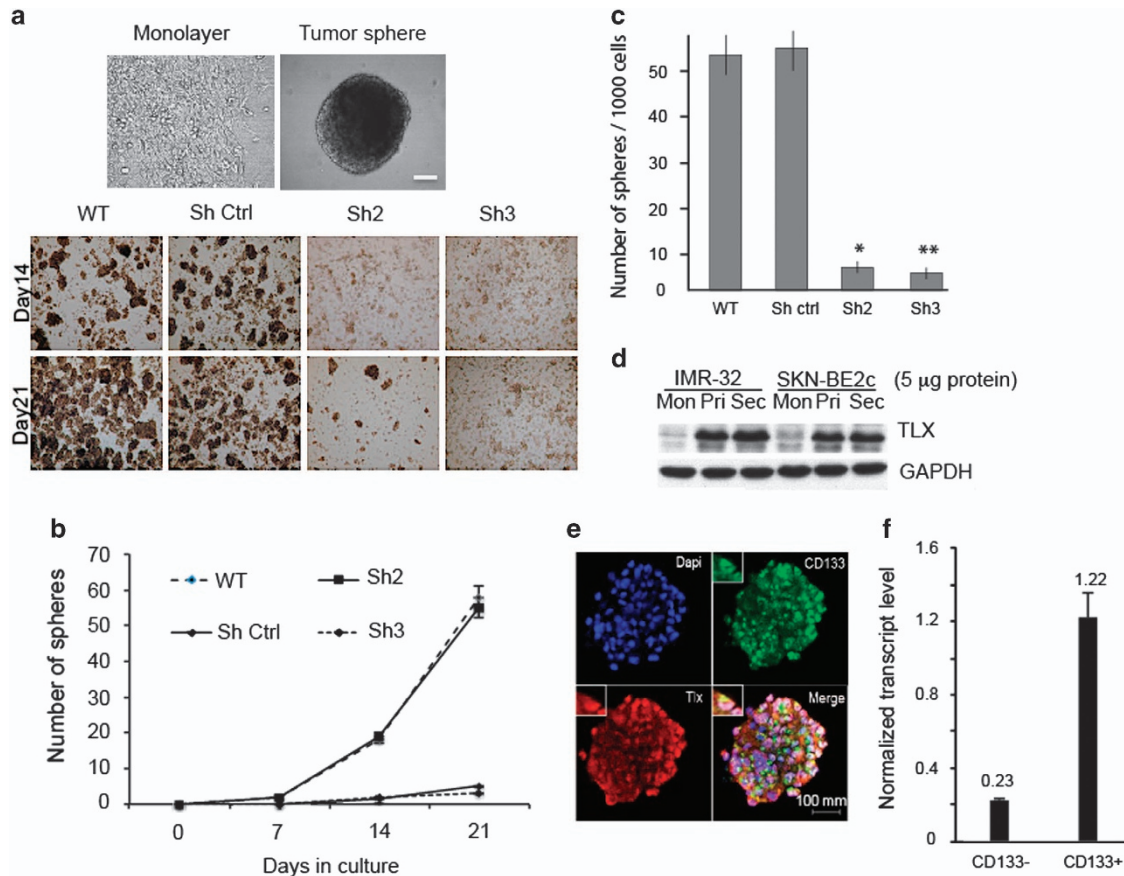 a
Monolayer
Tumor sphere
WT
Sh Ctrl
Sh2
Sh3
Day14
Day21
b
Number of spheres
70
60
50
40
30
20
10
0
WT
Sh2
Sh Ctrl
Sh3
0 7 14 21
Days in culture
c
Number of spheres / 1000 cells
50
60
50
10
0
*
**
WT Sh ctrl Sh2 Sh3
d
IMR-32 SKN-BE2c (5 µg protein)
Mon Pri Sec Mon Pri Sec
TLX
GAPDH
e
Dapi
CD133
Tlx
Merge
100 mm
f
Normalized transcript level
1.6
1.2
0.8
0.4
0
0.23
1.22
CD133- CD133+